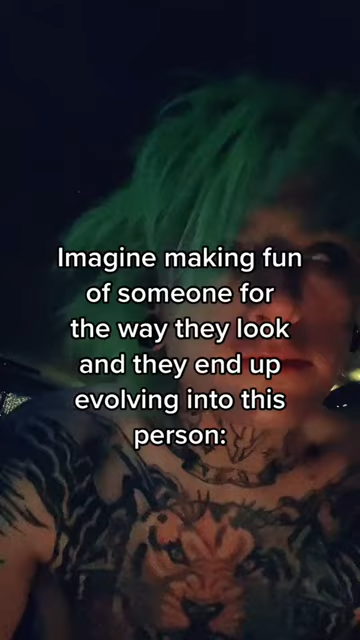 Imagine making fun
of someone for
the way they look
and they end up
evolving into this
person: